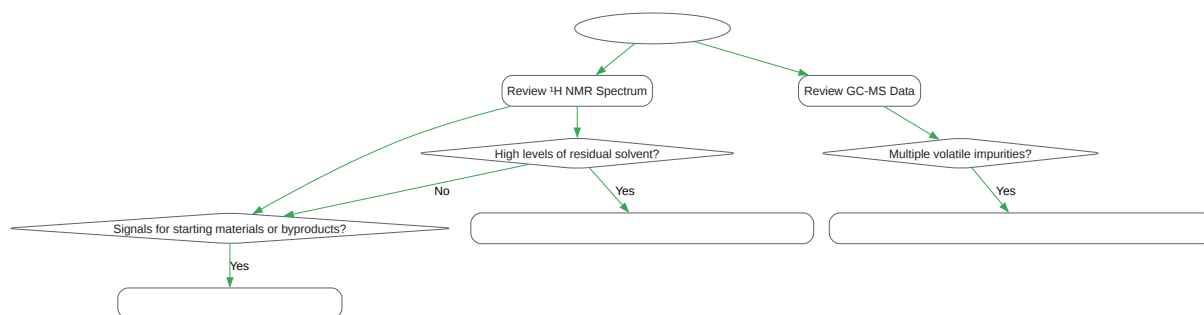 Review ¹H NMR Spectrum
Review GC-MS Data
High levels of residual solvent?
Multiple volatile impurities?
No
Yes
Yes
Signals for starting materials or byproducts?
Yes